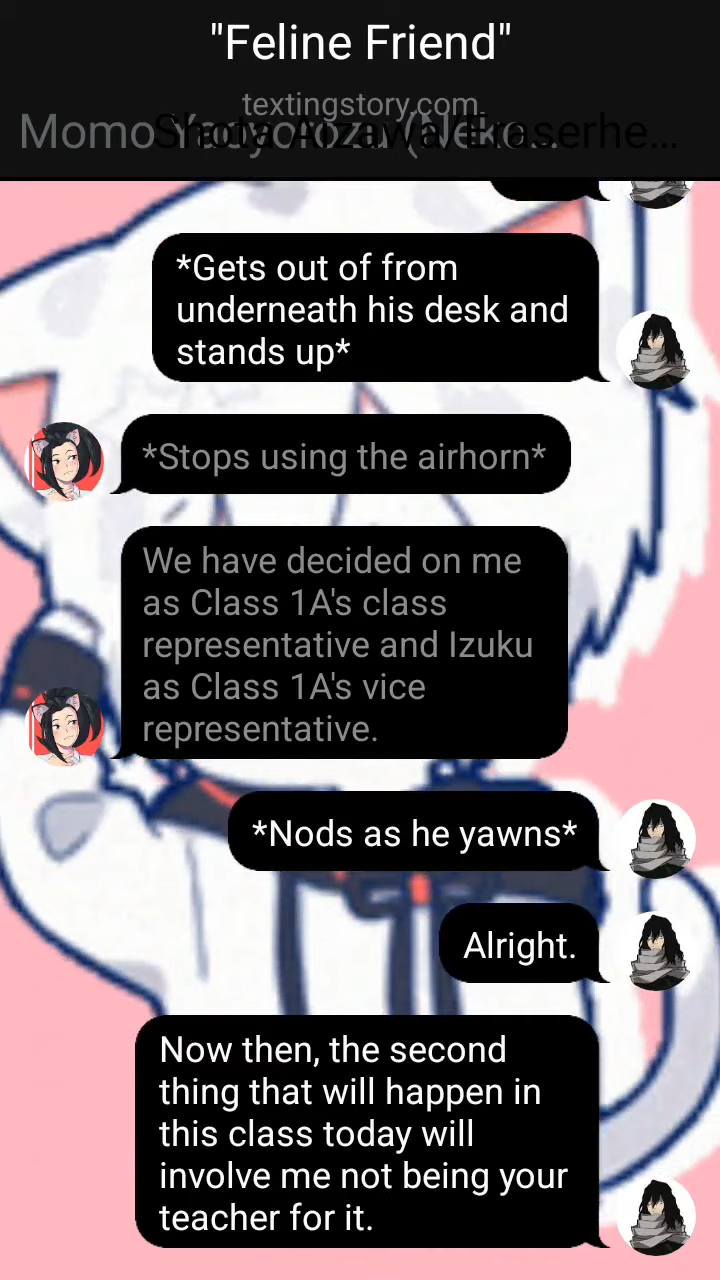 "Feline Friend"
textingstory.com
Momo
*Gets out of from
underneath his desk and
stands up*
*Stops using the airhorn*
We have decided on me
as Class 1A's class
representative and Izuku
as Class 1A's vice
representative.
*Nods as he yawns*
Alright.
Now then, the second
thing that will happen in
this class today will
involve me not being your
teacher for it.